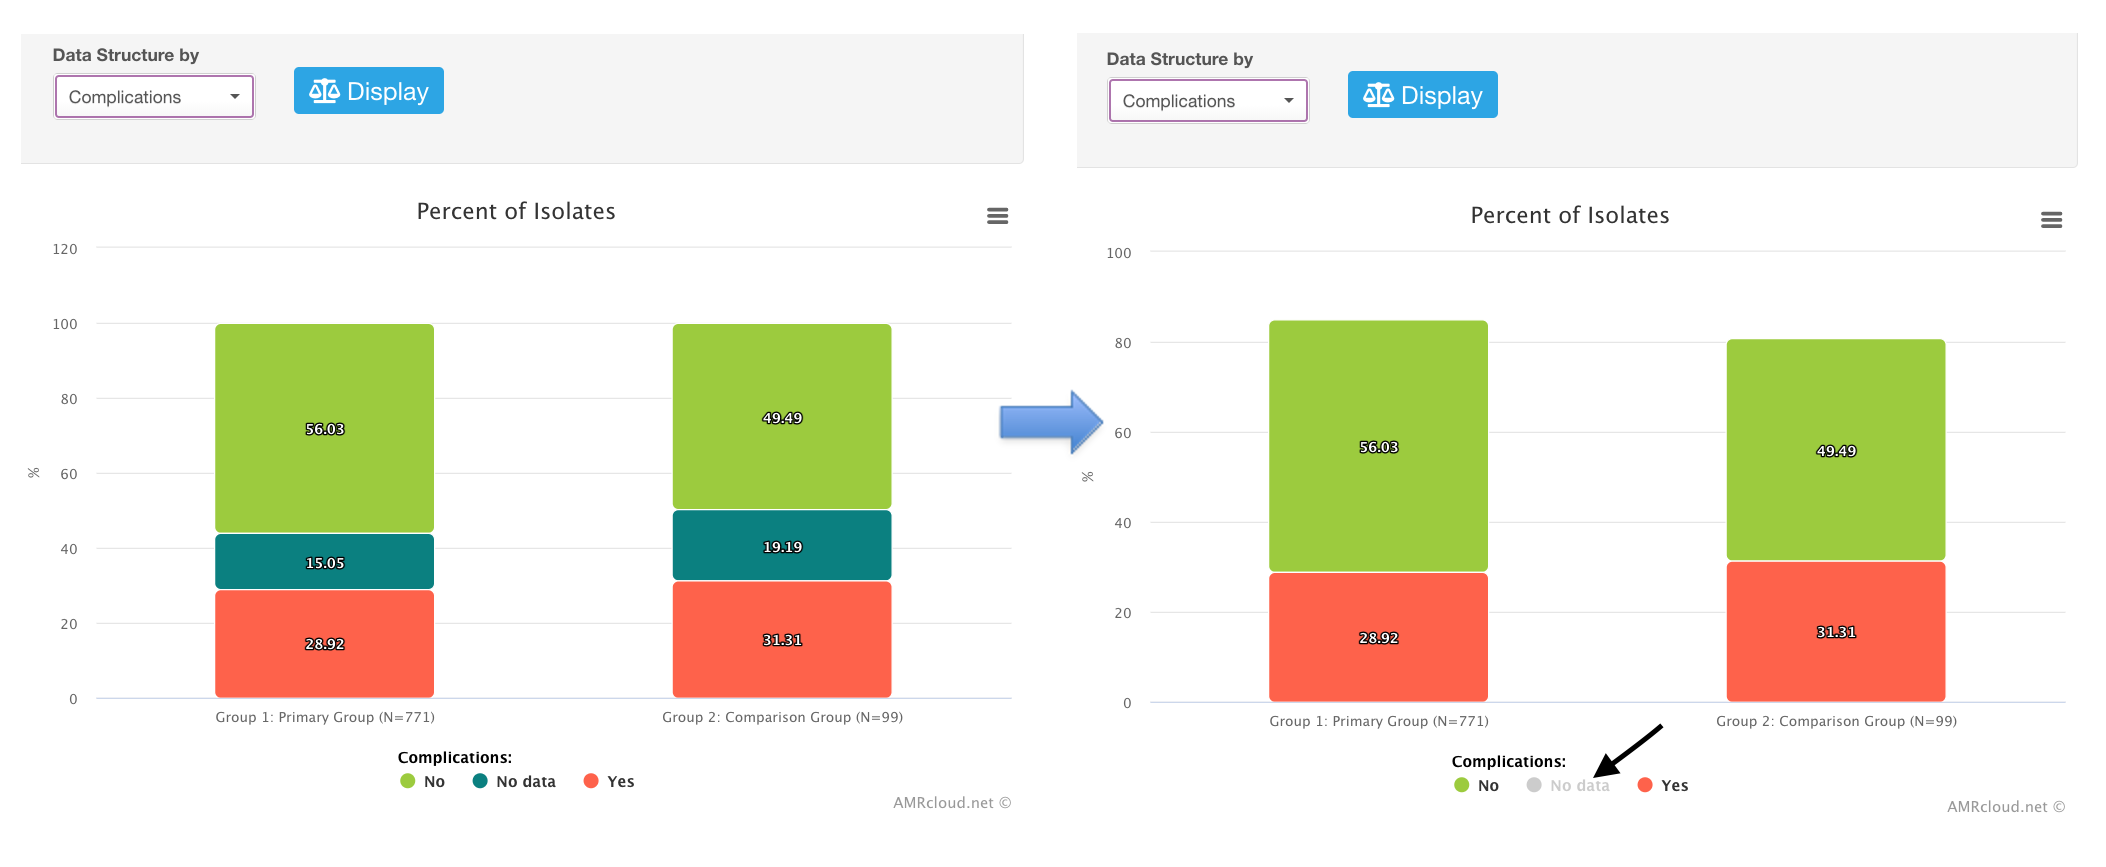 Data Structure by
Complications
Display
Percent of Isolates
120
100
80
60
40
20
0
%
56.03
15.05
28.92
49.49
19.19
31.31
Group 1: Primary Group (N=771)
Group 2: Comparison Group (N=99)
Complications:
No No data Yes
AMRcloud.net ©
Data Structure by
Complications
Display
Percent of Isolates
100
80
60
40
20
0
%
56.03
28.92
49.49
31.31
Group 1: Primary Group (N=771)
Group 2: Comparison Group (N=99)
Complications:
No No data Yes
AMRcloud.net ©